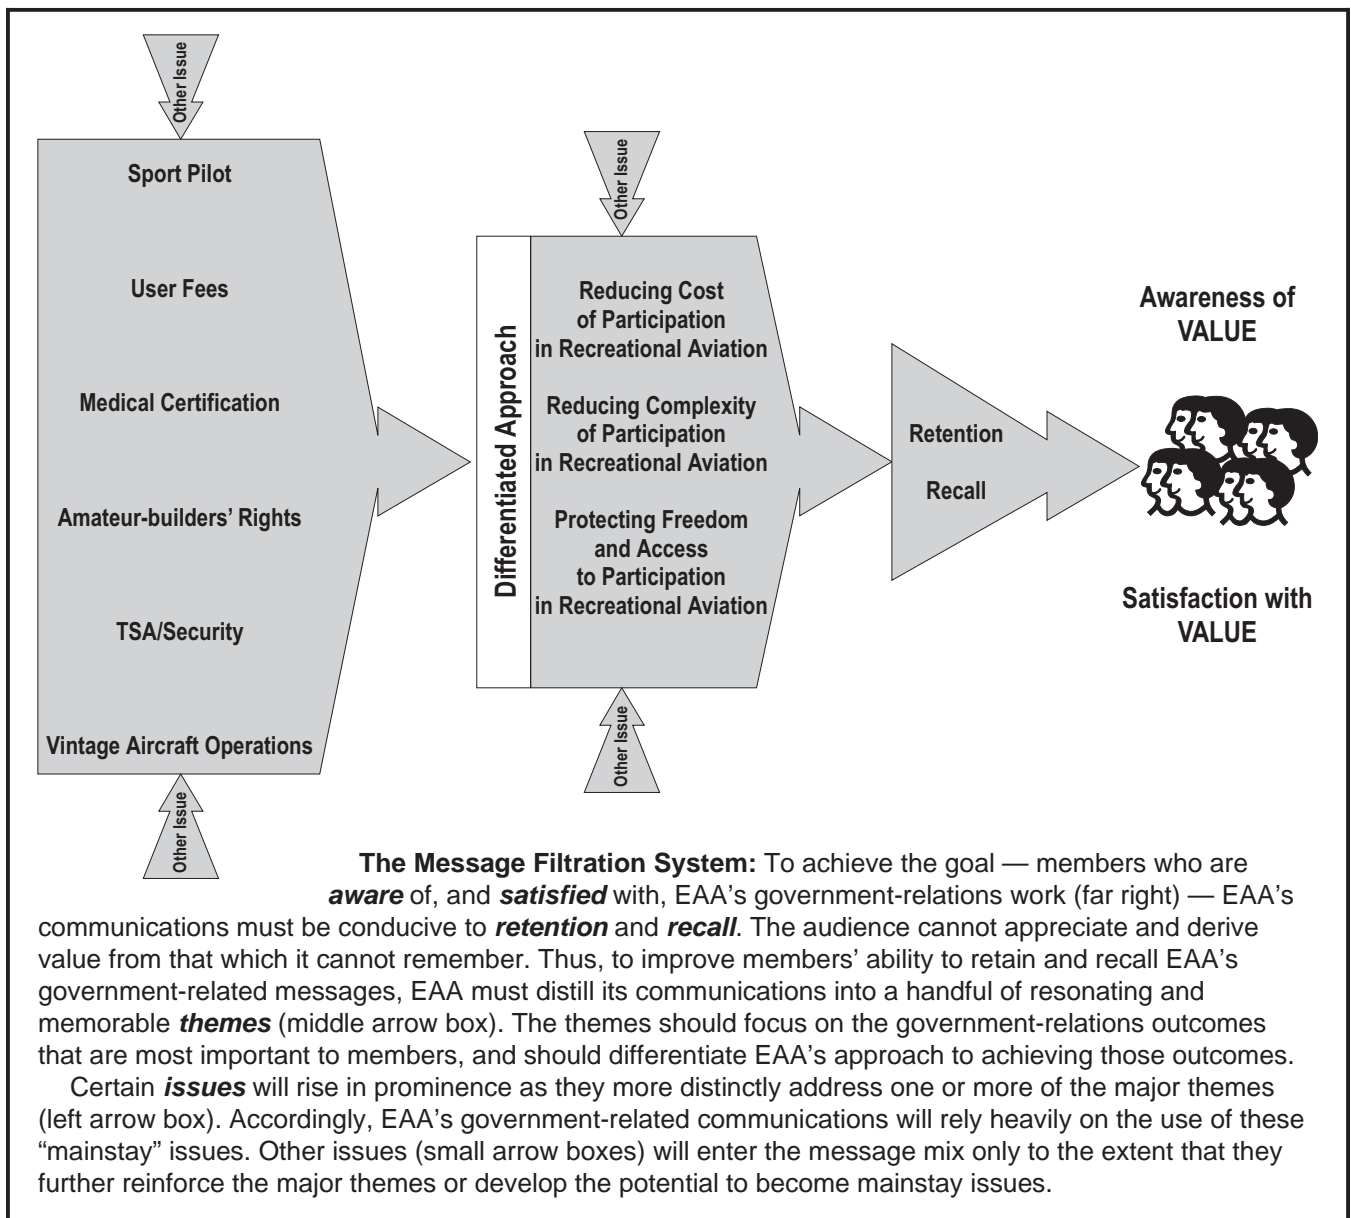 Other Issue
Sport Pilot
User Fees
Medical Certification
Amateur-builders’ Rights
TSA/Security
Vintage Aircraft Operations
Other Issue
Other Issue
Differentiated Approach
Reducing Cost
of Participation
in Recreational Aviation
Reducing Complexity
of Participation
in Recreational Aviation
Protecting Freedom
and Access
to Participation
in Recreational Aviation
Other Issue
Retention
Recall
Awareness of
VALUE
Satisfaction with
VALUE
The Message Filtration System: To achieve the goal — members who are
aware of, and satisfied with, EAA’s government-relations work (far right) — EAA’s
communications must be conducive to retention and recall. The audience cannot appreciate and derive
value from that which it cannot remember. Thus, to improve members’ ability to retain and recall EAA’s
government-related messages, EAA must distill its communications into a handful of resonating and
memorable themes (middle arrow box). The themes should focus on the government-relations outcomes
that are most important to members, and should differentiate EAA’s approach to achieving those outcomes.
Certain issues will rise in prominence as they more distinctly address one or more of the major themes
(left arrow box). Accordingly, EAA’s government-related communications will rely heavily on the use of these
“mainstay” issues. Other issues (small arrow boxes) will enter the message mix only to the extent that they
further reinforce the major themes or develop the potential to become mainstay issues.